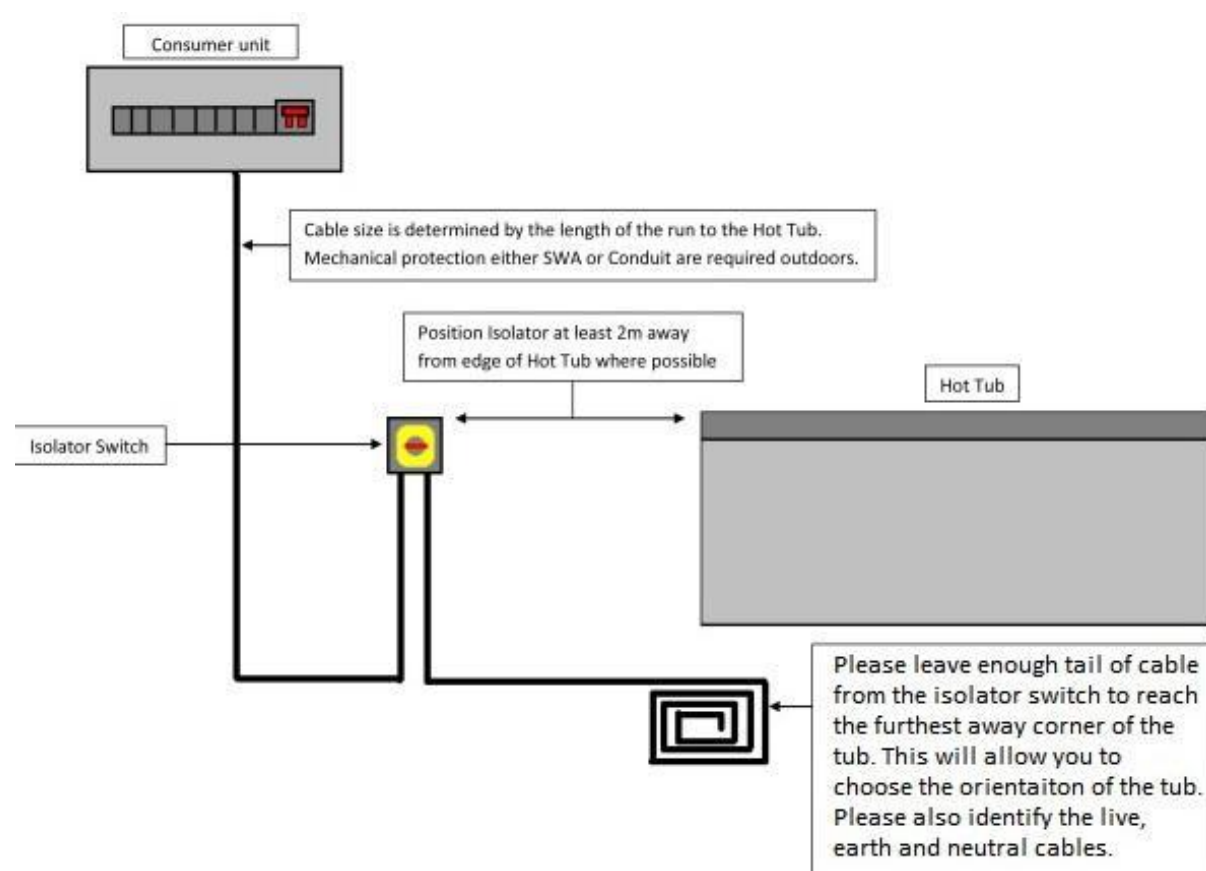 Consumer unit
Cable size is determined by the length of the run to the Hot Tub.
Mechanical protection either SWA or Conduit are required outdoors.
Position Isolator at least 2m away
from edge of Hot Tub where possible
Hot Tub
Isolator Switch
Please leave enough tail of cable
from the isolator switch to reach
the furthest away corner of the
tub. This will allow you to
choose the orientaiton of the tub.
Please also identify the live,
earth and neutral cables.